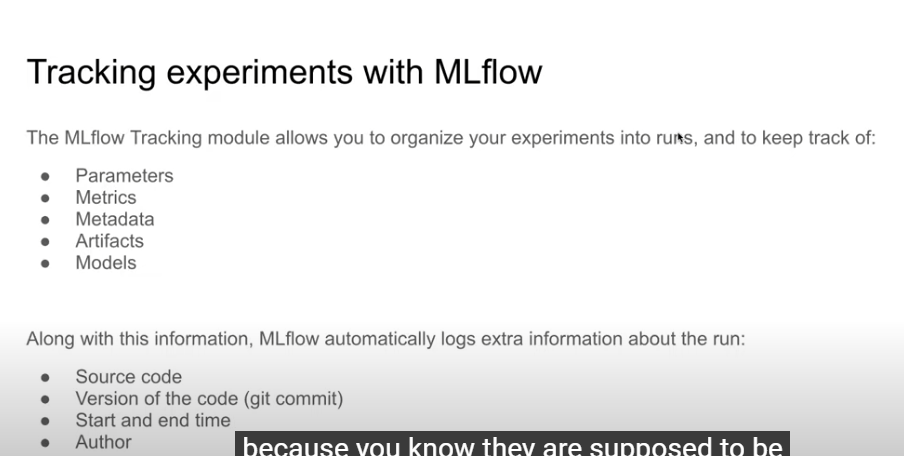 Tracking experiments with MLflow
The MLflow Tracking module allows you to organize your experiments into runs, and to keep track of:
● Parameters
● Metrics
● Metadata
● Artifacts
● Models
Along with this information, MLflow automatically logs extra information about the run:
● Source code
● Version of the code (git commit)
● Start and end time
● Author
because you know they are supposed to be